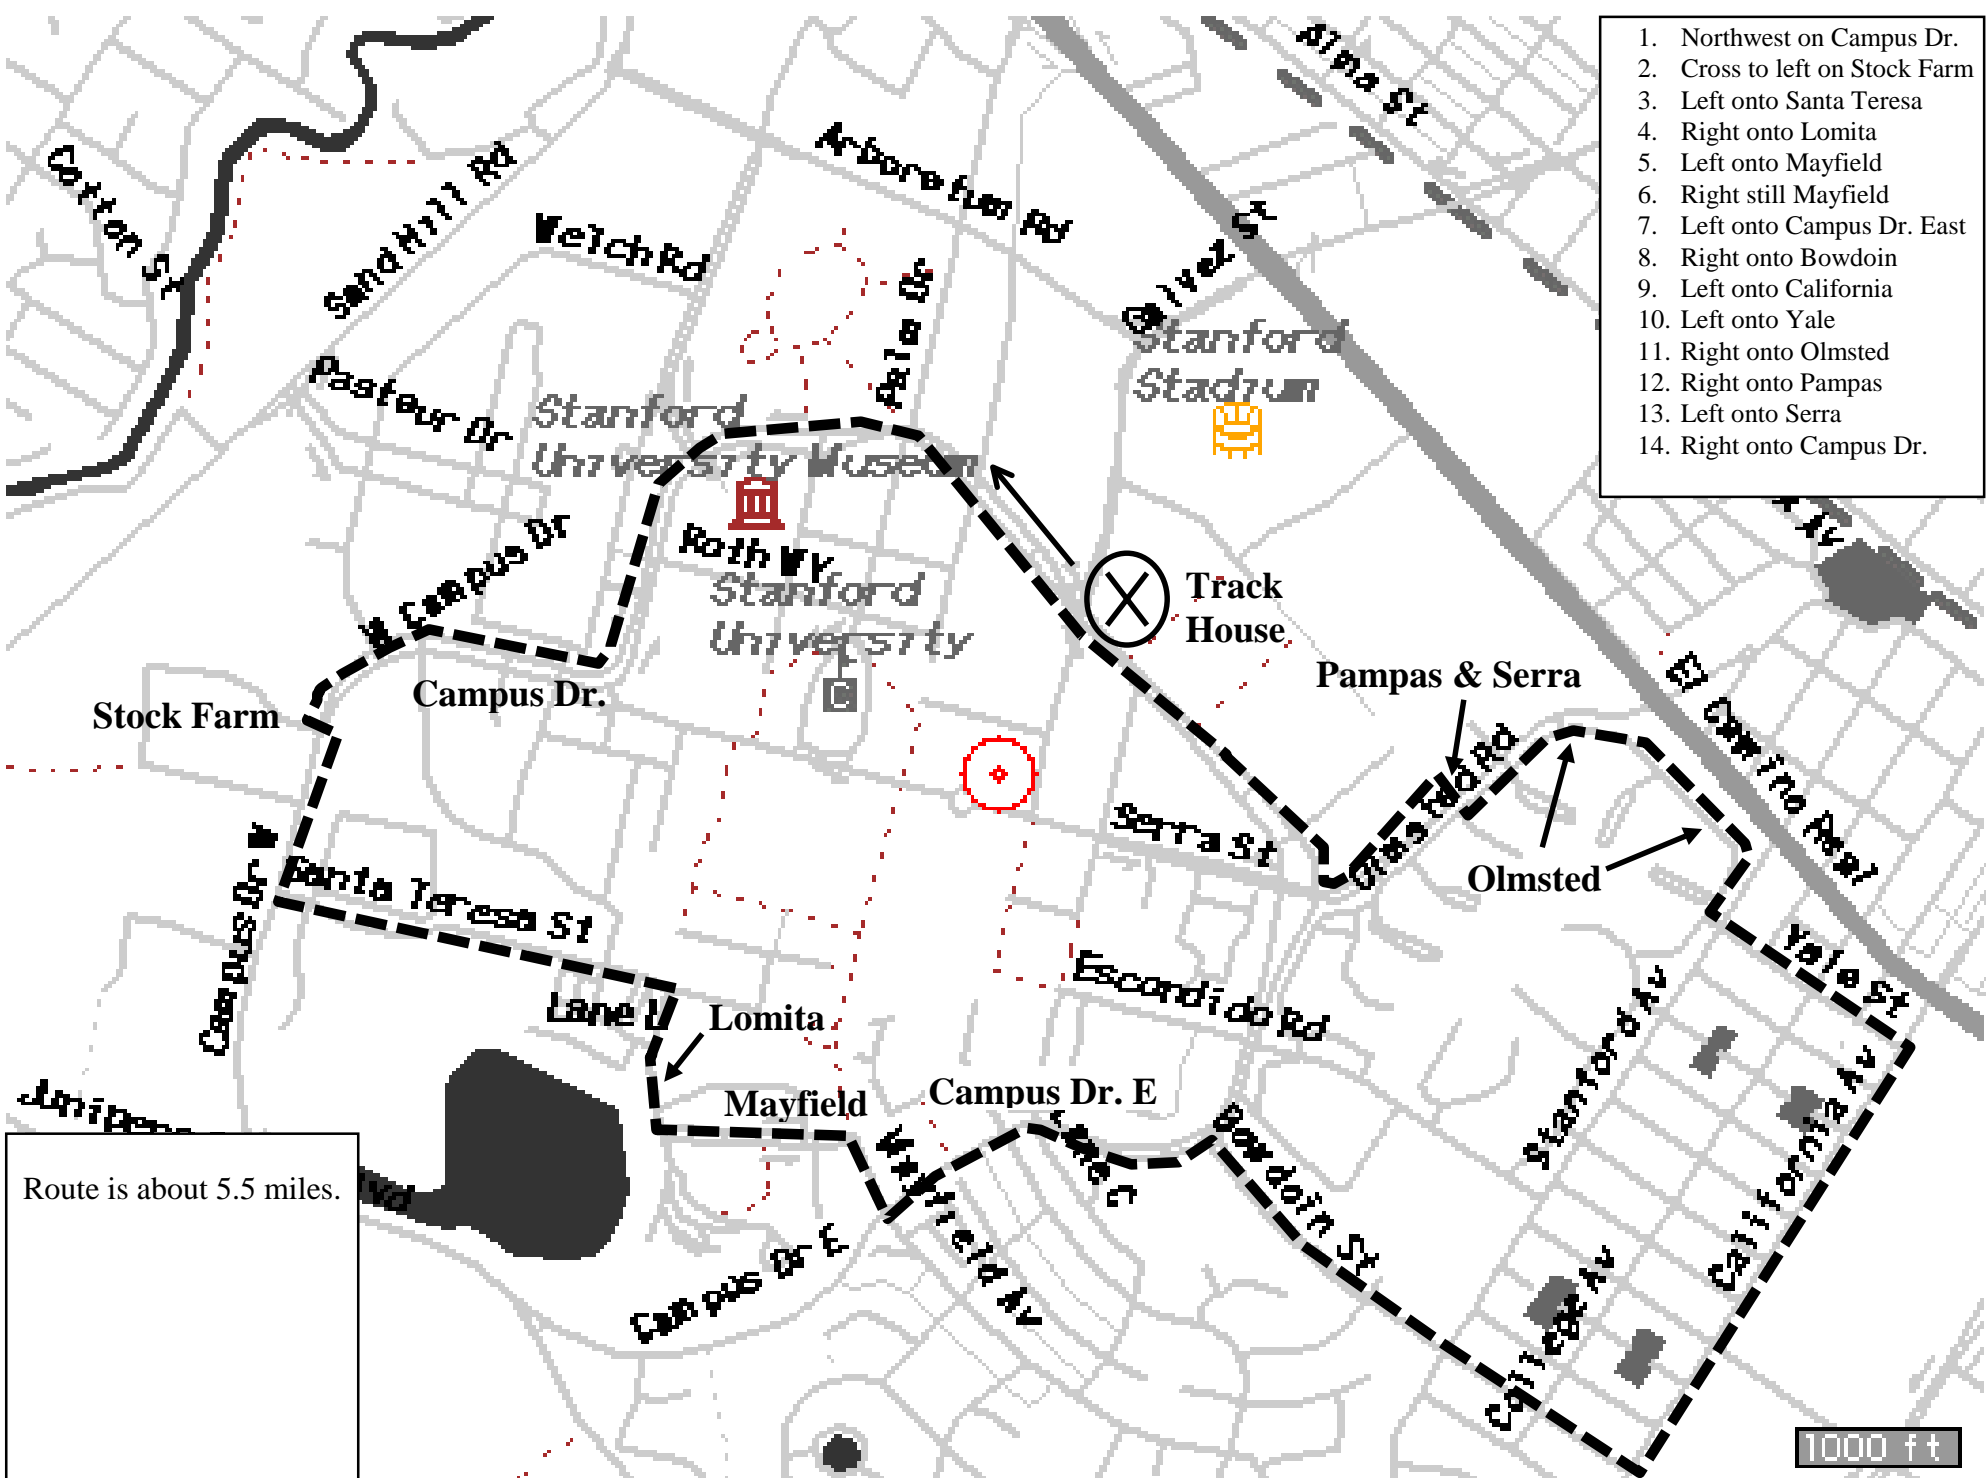 1. Northwest on Campus Dr.
2. Cross to left on Stock Farm
3. Left onto Santa Teresa
4. Right onto Lomita
5. Left onto Mayfield
6. Right still Mayfield
7. Left onto Campus Dr. East
8. Right onto Bowdoin
9. Left onto California
10. Left onto Yale
11. Right onto Olmsted
12. Right onto Pampas
13. Left onto Serra
14. Right onto Campus Dr.
Alma St
Cotton St
Sand Hill Rd
Arboretum Rd
Welch Rd
Palm Dr
Galvez St
Stanford
Stadium
Pasteur Dr
Stanford
University Museum
W Campus Dr
Roth WY
Stanford
University
C
Track
House
Pampas & Serra
El Camino Real
Stock Farm
Campus Dr.
Serra St
Olmsted Rd
Olmsted
Campus Dr W
Santa Teresa St
Lane L
Lomita
Escondido Rd
Yale St
Stanford Av
California Av
Mayfield
Campus Dr. E
Lane C
Bowdoin St
Mayfield Av
Campus Dr E
College Av
Route is about 5.5 miles.
1000 ft